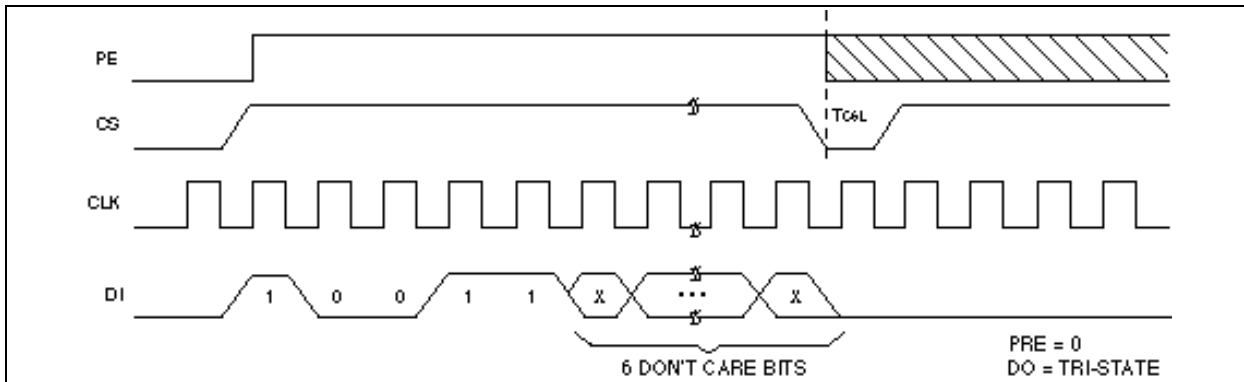 PE
CS
TCSL
CLK
DI
1 0 0 1 1 X ••• X
6 DON'T CARE BITS
PRE = 0
DO = TRI-STATE